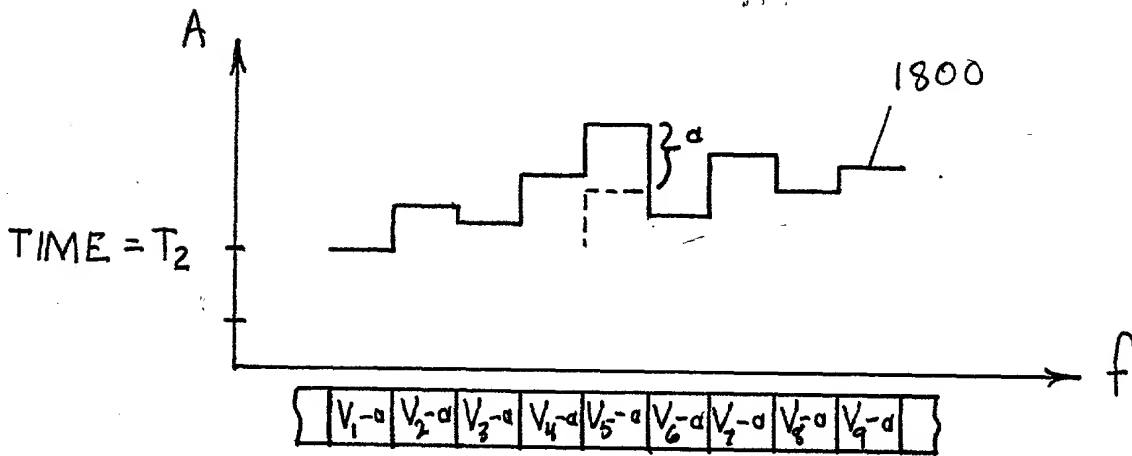 A
1800
a
TIME = T₂
f
V₁-a V₂-a V₃-a V₄-a V₅-a V₆-a V₇-a V₈-a V₉-a